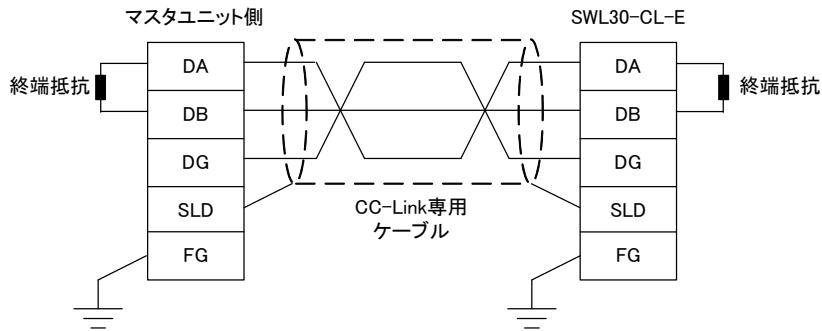 マスタユニット側
SWL30-CL-E
終端抵抗
DA
DB
DG
SLD
FG
CC-Link専用
ケーブル
DA
DB
DG
SLD
FG
終端抵抗